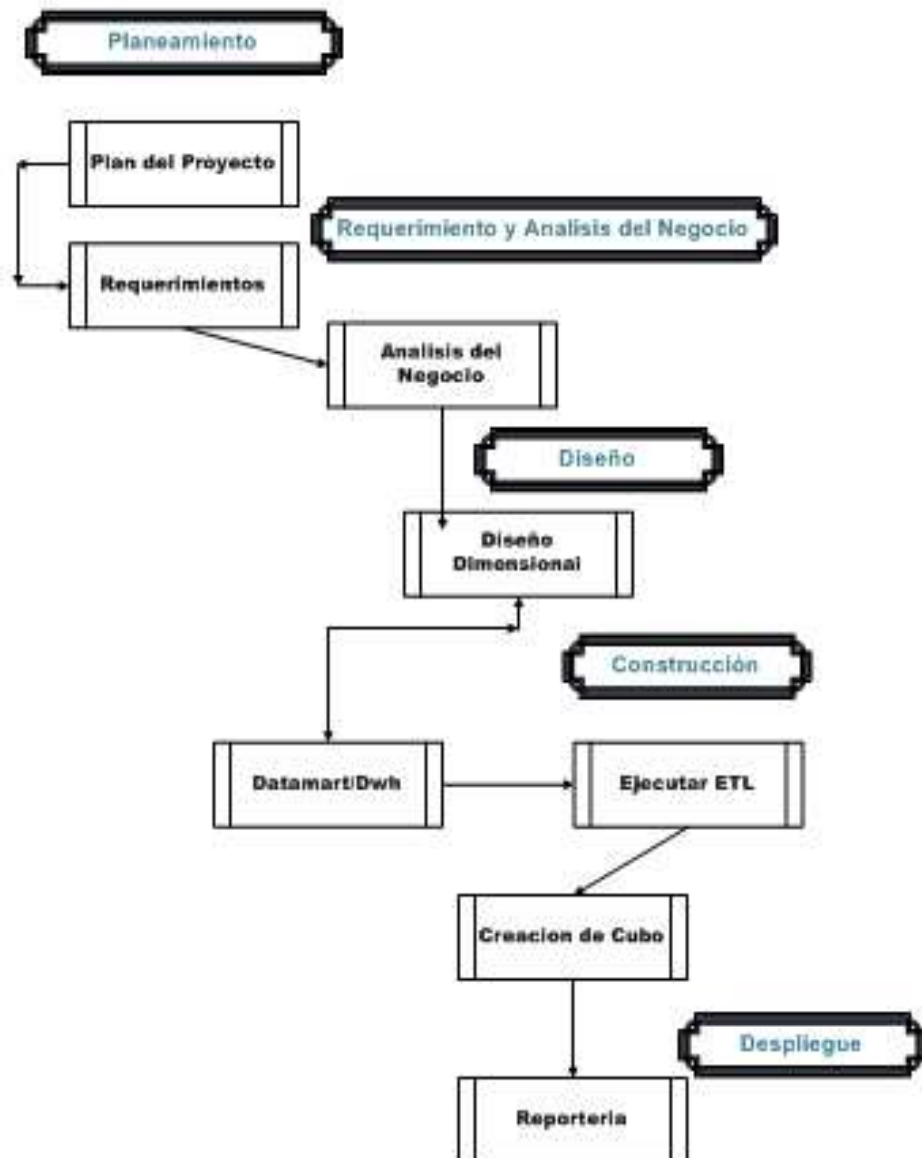 Planeamiento
Plan del Proyecto
Requerimiento y Analisis del Negocio
Requerimientos
Analisis del
Negocio
Diseño
Diseño
Dimensional
Construcción
Datamart/Dwh
Ejecutar ETL
Creacion de Cubo
Despliegue
Reporteria